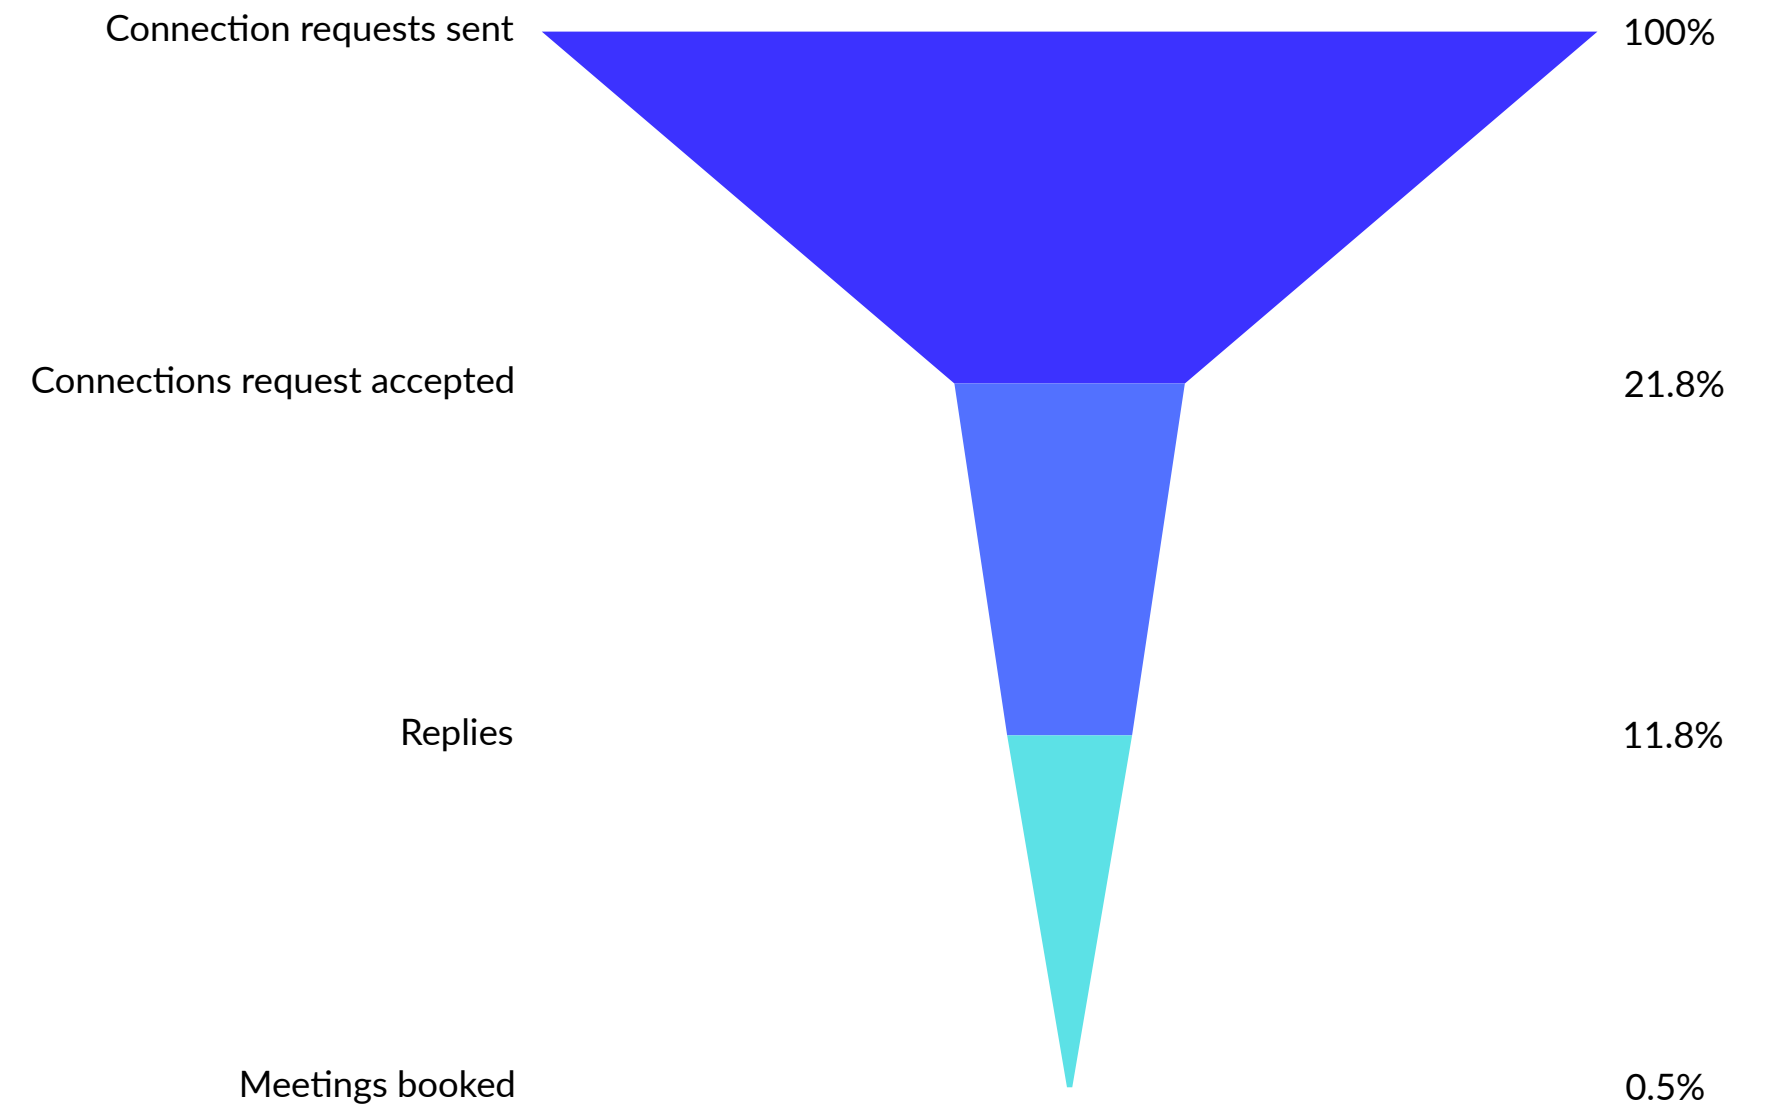 Connection requests sent 100%
Connections request accepted 21.8%
Replies 11.8%
Meetings booked 0.5%